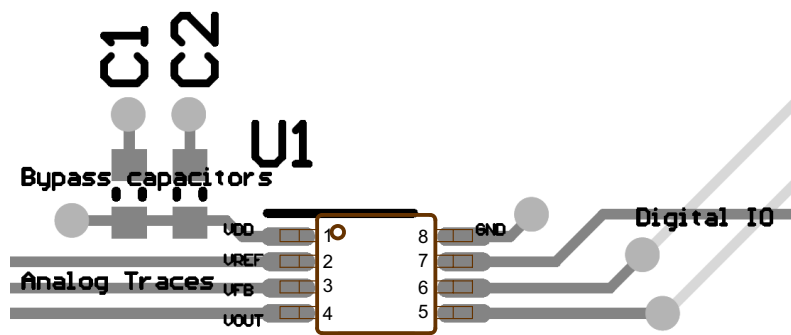 C1 C2
U1
Bypass capacitors
VDD 1 8 GND
Digital IO
VREF 2 7
Analog Traces
VFB 3 6
VOUT 4 5